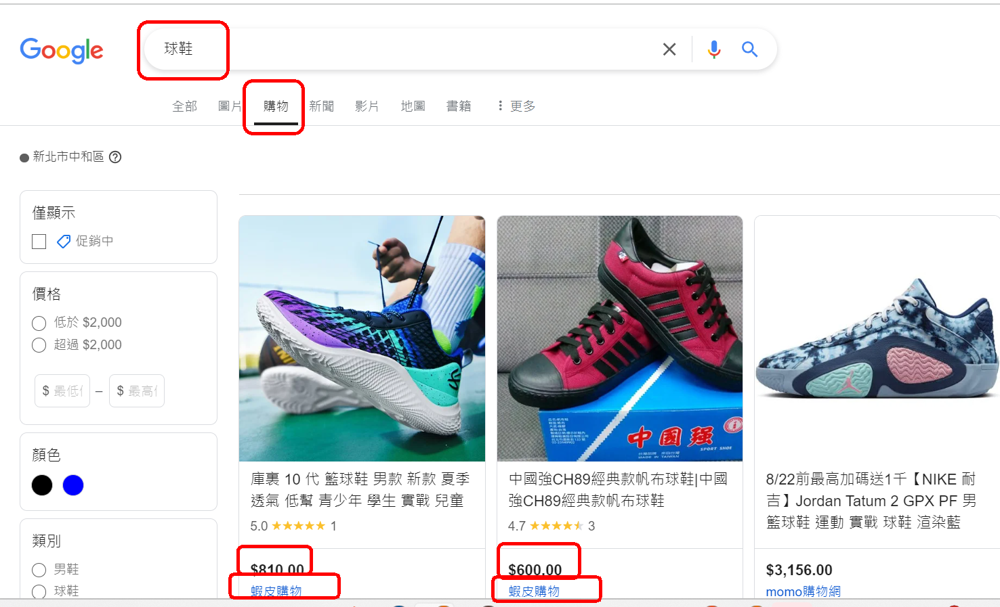 Google
球鞋
全部 圖片 購物 新聞 影片 地圖 書籍 更多
新北市中和區
僅顯示
促銷中
價格
低於 $2,000
超過 $2,000
$ 最低 – $ 最高
顏色
類別
男鞋
球鞋
中國强
SPORT SHOE
MADE IN TAIWAN
庫裏 10 代 籃球鞋 男款 新款 夏季
透氣 低幫 青少年 學生 實戰 兒童
5.0 1
$810.00
蝦皮購物
中國強CH89經典款帆布球鞋|中國
強CH89經典款帆布球鞋
4.7 3
$600.00
蝦皮購物
8/22前最高加碼送1千【NIKE 耐
吉】Jordan Tatum 2 GPX PF 男
籃球鞋 運動 實戰 球鞋 渲染藍
$3,156.00
momo購物網